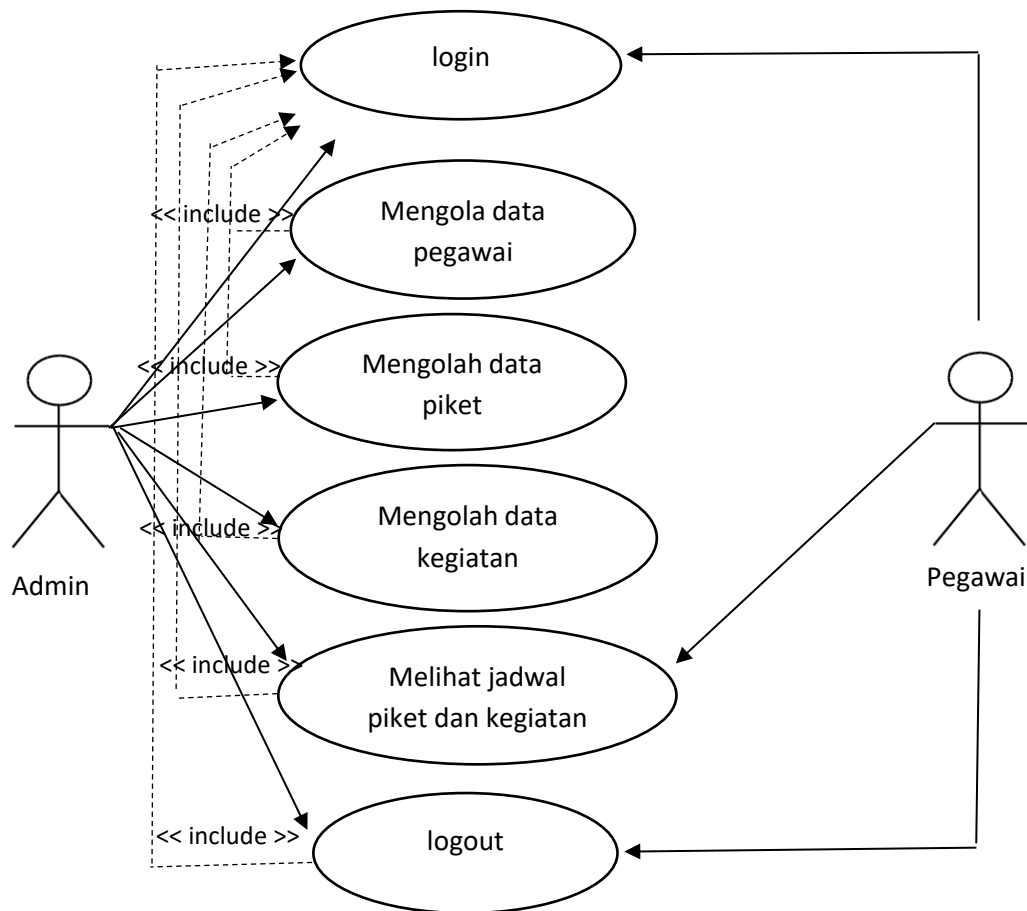 login
<< include >>
Mengola data
pegawai
<< include >>
Mengolah data
piket
<< include >>
Mengolah data
kegiatan
Admin
Pegawai
<< include >>
Melihat jadwal
piket dan kegiatan
<< include >>
logout